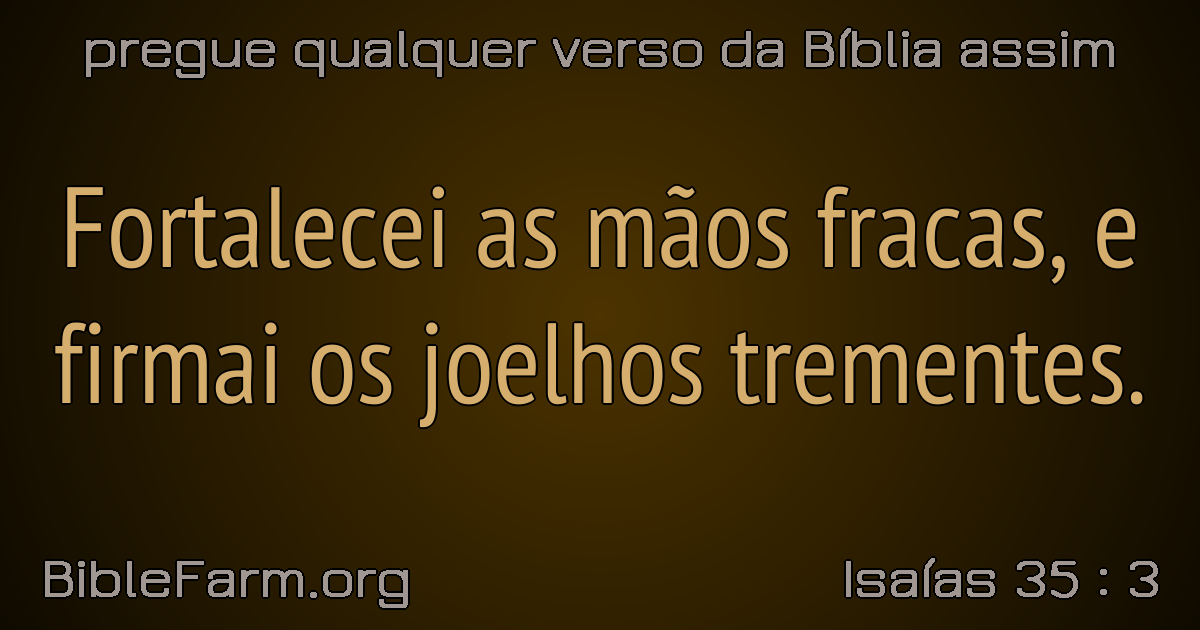 pregue qualquer verso da Bíblia assim
Fortalecei as mãos fracas, e
firmai os joelhos trementes.
BibleFarm.org
Isaías 35 : 3